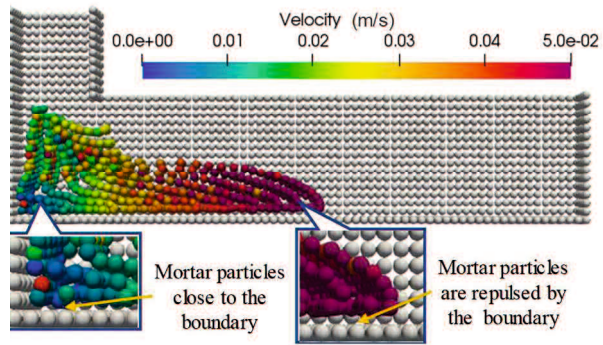 Velocity (m/s)
0.0e+00 0.01 0.02 0.03 0.04 5.0e-02
Mortar particles
close to the
boundary
Mortar particles
are repulsed by
the boundary